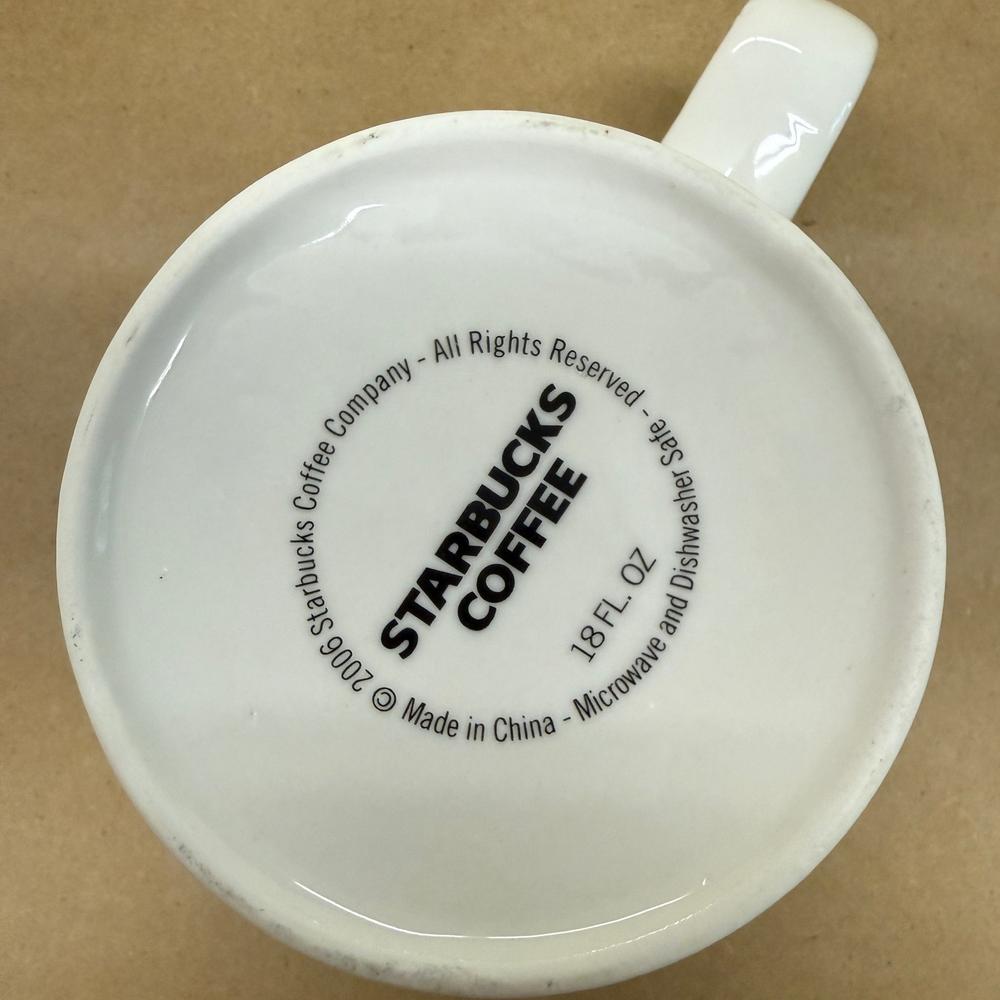 © 2006 Starbucks Coffee Company - All Rights Reserved -
STARBUCKS
COFFEE
18 FL. OZ
Made in China - Microwave and Dishwasher Safe -